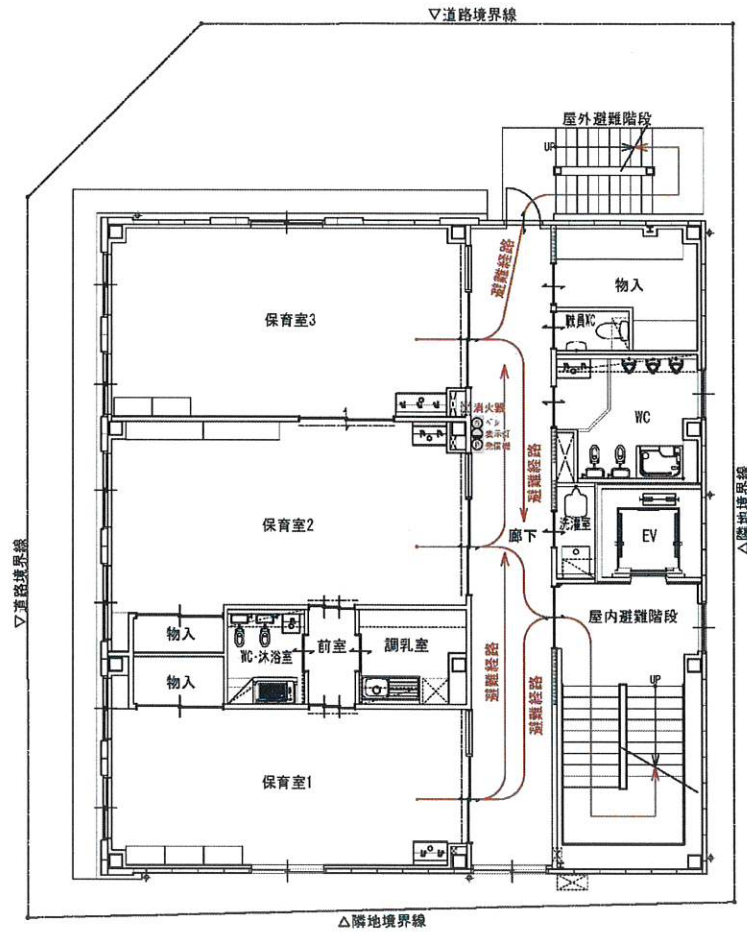 ▽道路境界線
屋外避難階段
UP
避難経路
保育室3
物入
職員WC
消火器
WC
避難経路
保育室2
廊下
洗濯室
EV
△隣地境界線
▽道路境界線
物入
WC・沐浴室
前室
調乳室
屋内避難階段
物入
避難経路
避難経路
UP
保育室1
△隣地境界線